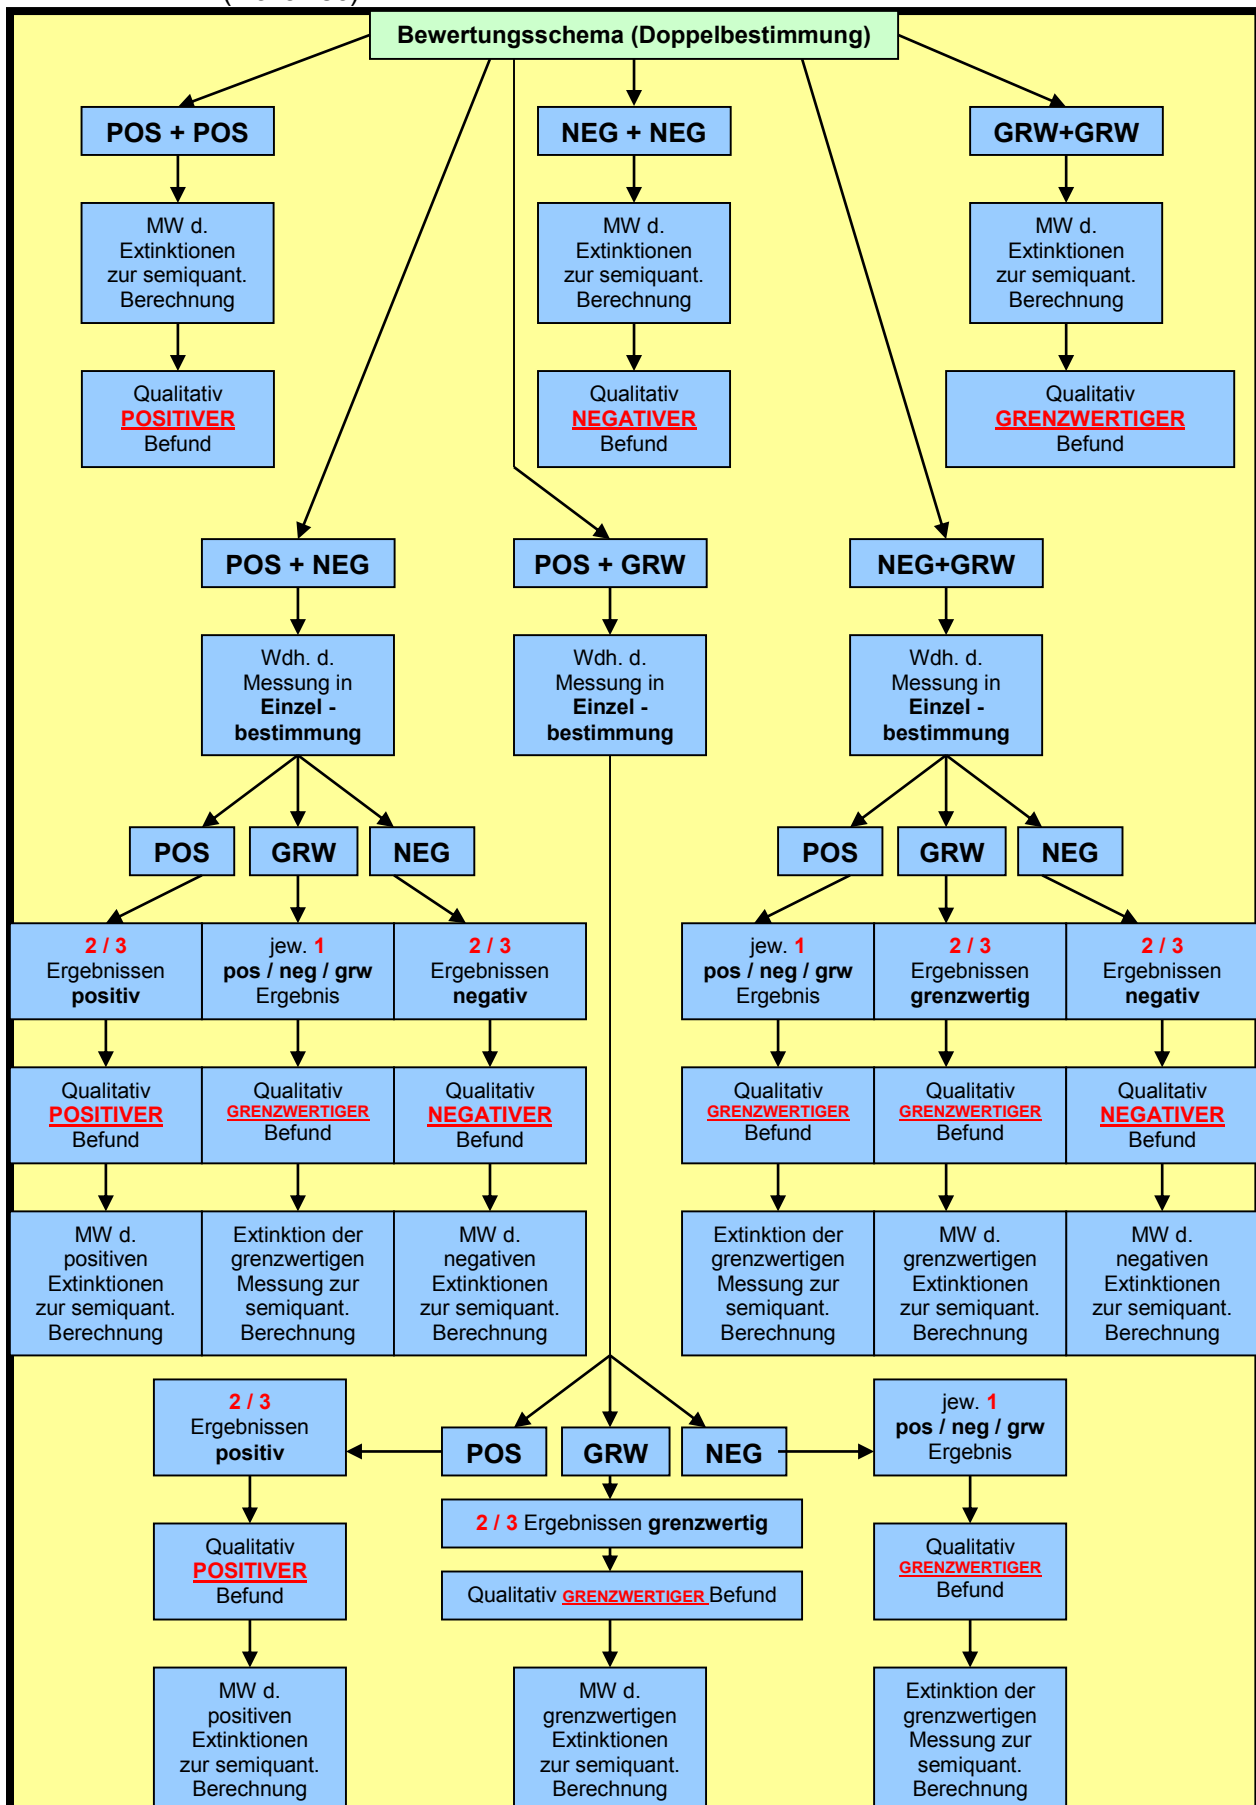 Bewertungsschema (Doppelbestimmung)
POS + POS
NEG + NEG
GRW+GRW
MW d.
Extinktionen
zur semiquant.
Berechnung
MW d.
Extinktionen
zur semiquant.
Berechnung
MW d.
Extinktionen
zur semiquant.
Berechnung
Qualitativ
POSITIVER
Befund
Qualitativ
NEGATIVER
Befund
Qualitativ
GRENZWERTIGER
Befund
POS + NEG
POS + GRW
NEG+GRW
Wdh. d.
Messung in
Einzel -
bestimmung
Wdh. d.
Messung in
Einzel -
bestimmung
Wdh. d.
Messung in
Einzel -
bestimmung
POS
GRW
NEG
POS
GRW
NEG
2 / 3
Ergebnissen
positiv
jew. 1
pos / neg / grw
Ergebnis
2 / 3
Ergebnissen
negativ
jew. 1
pos / neg / grw
Ergebnis
2 / 3
Ergebnissen
grenzwertig
2 / 3
Ergebnissen
negativ
Qualitativ
POSITIVER
Befund
Qualitativ
GRENZWERTIGER
Befund
Qualitativ
NEGATIVER
Befund
Qualitativ
GRENZWERTIGER
Befund
Qualitativ
GRENZWERTIGER
Befund
Qualitativ
NEGATIVER
Befund
MW d.
positiven
Extinktionen
zur semiquant.
Berechnung
Extinktion der
grenzwertigen
Messung zur
semiquant.
Berechnung
MW d.
negativen
Extinktionen
zur semiquant.
Berechnung
Extinktion der
grenzwertigen
Messung zur
semiquant.
Berechnung
MW d.
grenzwertigen
Extinktionen
zur semiquant.
Berechnung
MW d.
negativen
Extinktionen
zur semiquant.
Berechnung
2 / 3
Ergebnissen
positiv
POS
GRW
NEG
jew. 1
pos / neg / grw
Ergebnis
2 / 3 Ergebnissen grenzwertig
Qualitativ
POSITIVER
Befund
Qualitativ GRENZWERTIGER Befund
Qualitativ
GRENZWERTIGER
Befund
MW d.
positiven
Extinktionen
zur semiquant.
Berechnung
MW d.
grenzwertigen
Extinktionen
zur semiquant.
Berechnung
Extinktion der
grenzwertigen
Messung zur
semiquant.
Berechnung